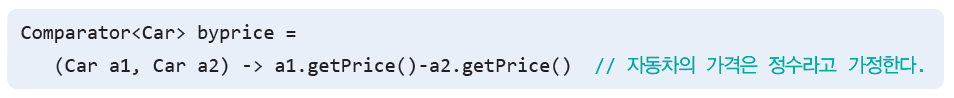 Comparator<Car> byprice =
(Car a1, Car a2) -> a1.getPrice()-a2.getPrice() // 자동차의 가격은 정수라고 가정한다.